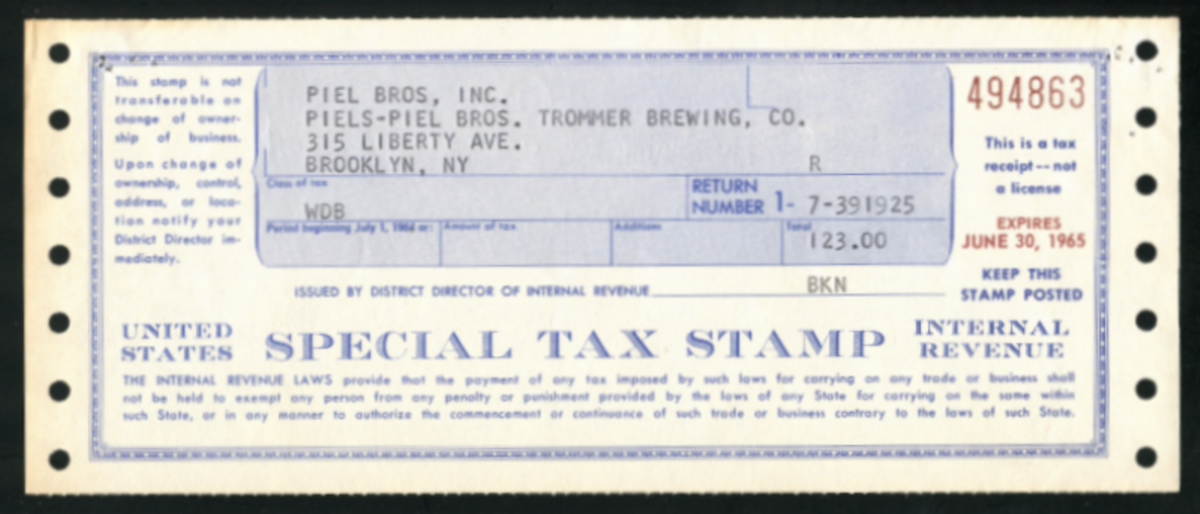 This stamp is not
transferable on
change of owner-
ship of business.
Upon change of
ownership, control,
address, or loca-
tion notify your
District Director im-
mediately.
PIEL BROS, INC.
PIELS-PIEL BROS. TROMMER BREWING, CO.
315 LIBERTY AVE.
BROOKLYN, NY R
Class of tax
WDB
RETURN
NUMBER 1- 7-391925
Period beginning July 1, 1964 or: Amount of tax Additions Total
123.00
494863
This is a tax
receipt--not
a license
EXPIRES
JUNE 30, 1965
KEEP THIS
STAMP POSTED
ISSUED BY DISTRICT DIRECTOR OF INTERNAL REVENUE BKN
UNITED
STATES
SPECIAL TAX STAMP
INTERNAL
REVENUE
THE INTERNAL REVENUE LAWS provide that the payment of any tax imposed by such laws for carrying on any trade or business shall
not be held to exempt any person from any penalty or punishment provided by the laws of any State for carrying on the same within
such State, or in any manner to authorize the commencement or continuance of such trade or business contrary to the laws of such State.